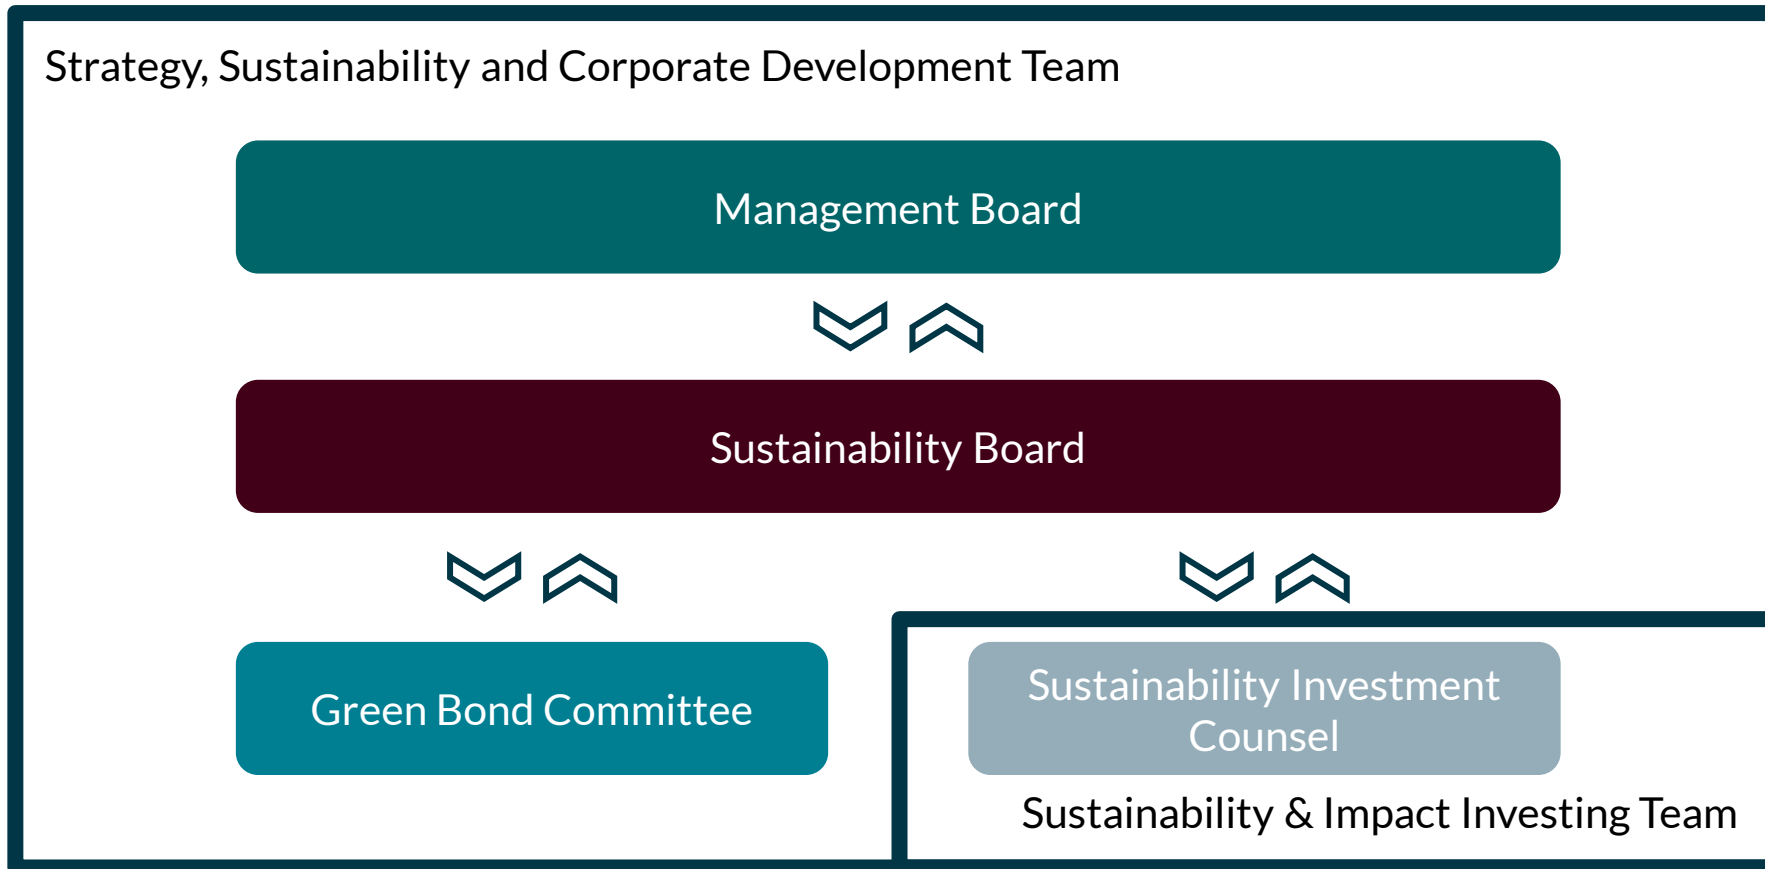 Strategy, Sustainability and Corporate Development Team
Management Board
Sustainability Board
Green Bond Committee
Sustainability Investment
Counsel
Sustainability & Impact Investing Team